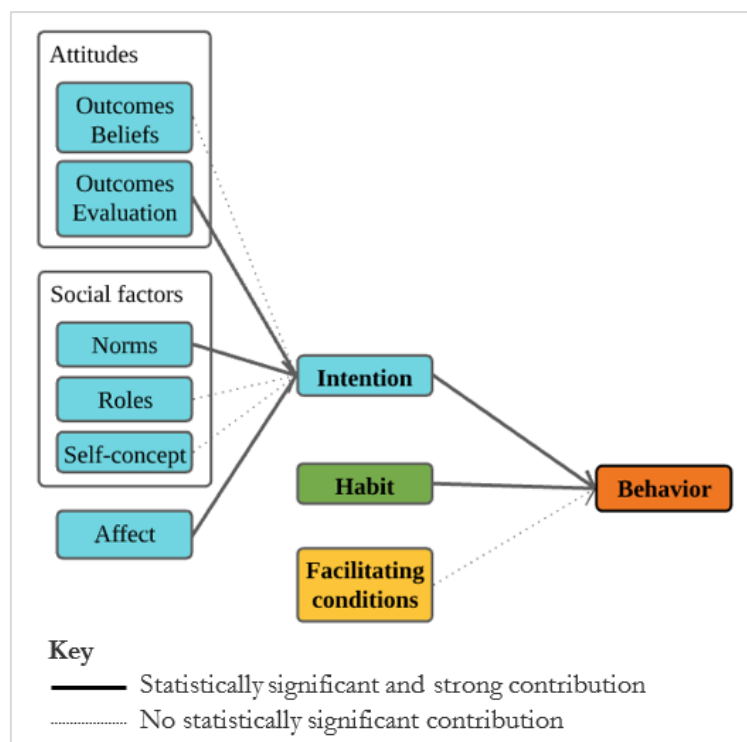 Attitudes
Outcomes
Beliefs
Outcomes
Evaluation
Social factors
Norms
Roles
Self-concept
Affect
Intention
Habit
Facilitating
conditions
Behavior
Key
Statistically significant and strong contribution
No statistically significant contribution